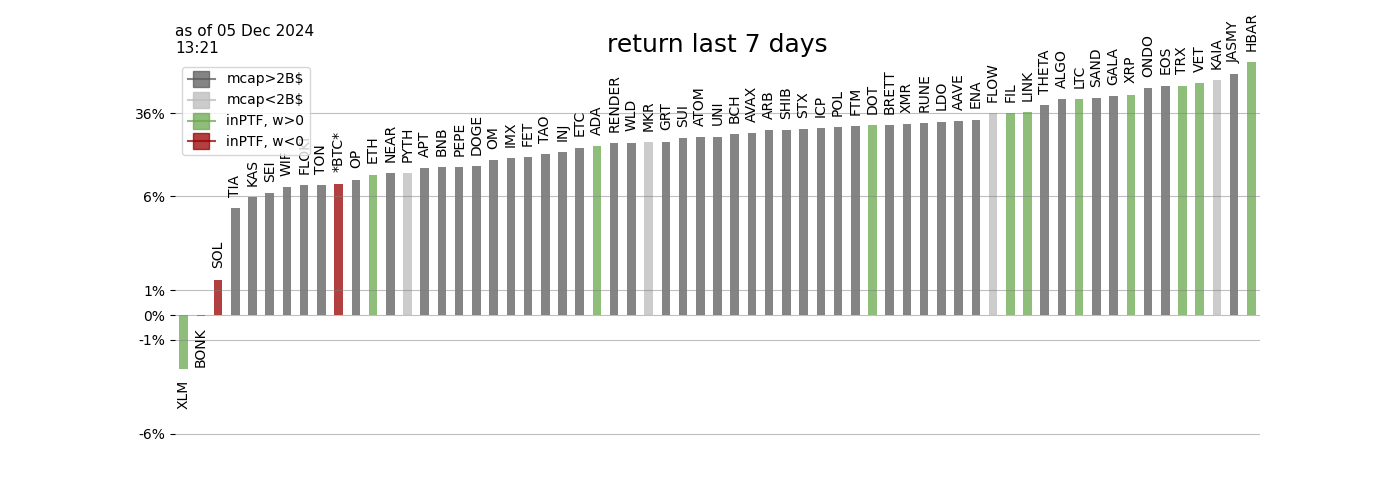 as of 05 Dec 2024
13:21
return last 7 days
mcap>2B$
mcap<2B$
inPTF, w>0
inPTF, w<0
36%
6%
1%
0%
-1%
-6%
XLM
BONK
SOL
TIA
KAS
SEI
TON
*BTC*
OP
ETH
NEAR
PYTH
APT
BNB
PEPE
DOGE
OM
IMX
FET
TAO
INJ
ETC
ADA
RENDER
WLD
MKR
GRT
SUI
ATOM
UNI
BCH
AVAX
ARB
SHIB
STX
ICP
POL
FTM
DOT
BRETT
XMR
RUNE
LDO
AAVE
ENA
FLOW
FIL
LINK
THETA
ALGO
LTC
SAND
GALA
XRP
ONDO
EOS
TRX
VET
KAIA
JASMY
HBAR